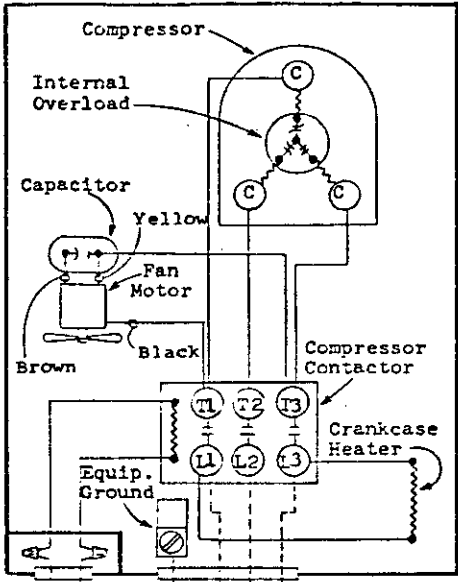 Compressor
C
Internal
Overload
C
C
Capacitor
Yellow
Fan
Motor
Brown
Black
Compressor
Contactor
T1
T2
T3
L1
L2
L3
Crankcase
Heater
Equip.
Ground